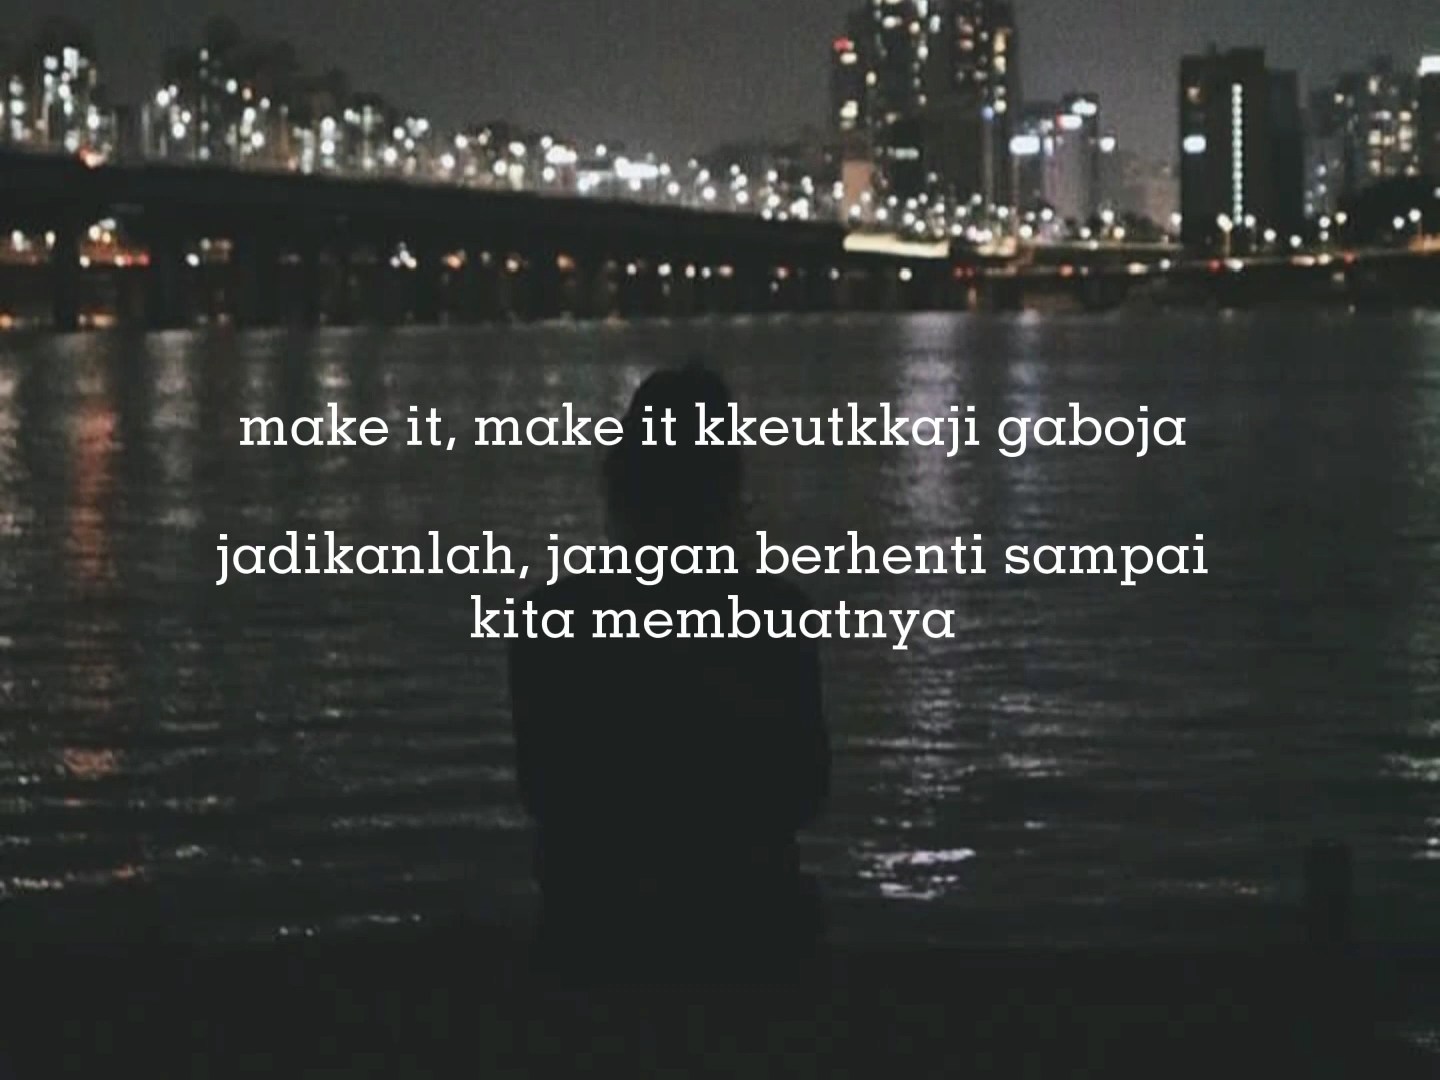 make it, make it kkeutkkaji gaboja
jadikanlah, jangan berhenti sampai
kita membuatnya